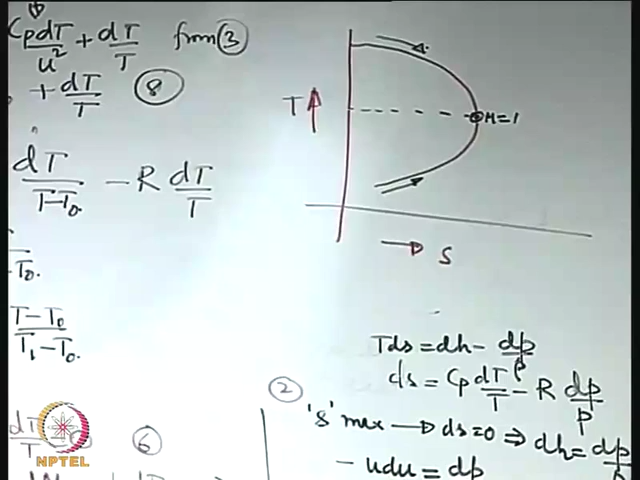 CpdT/u² + dT/T from ③
+ dT/T ⑧
dT/T-T₀ - R dT/T
-T₀.
T-T₀/T₁-T₀.
dT/T ⑥
T
M=1
S
Tds = dh - dp/ρ
② ds = Cp dT/T - R dp/p
'S' max → ds=0 ⇒ dh = dp/ρ
- udu = dp
NPTEL